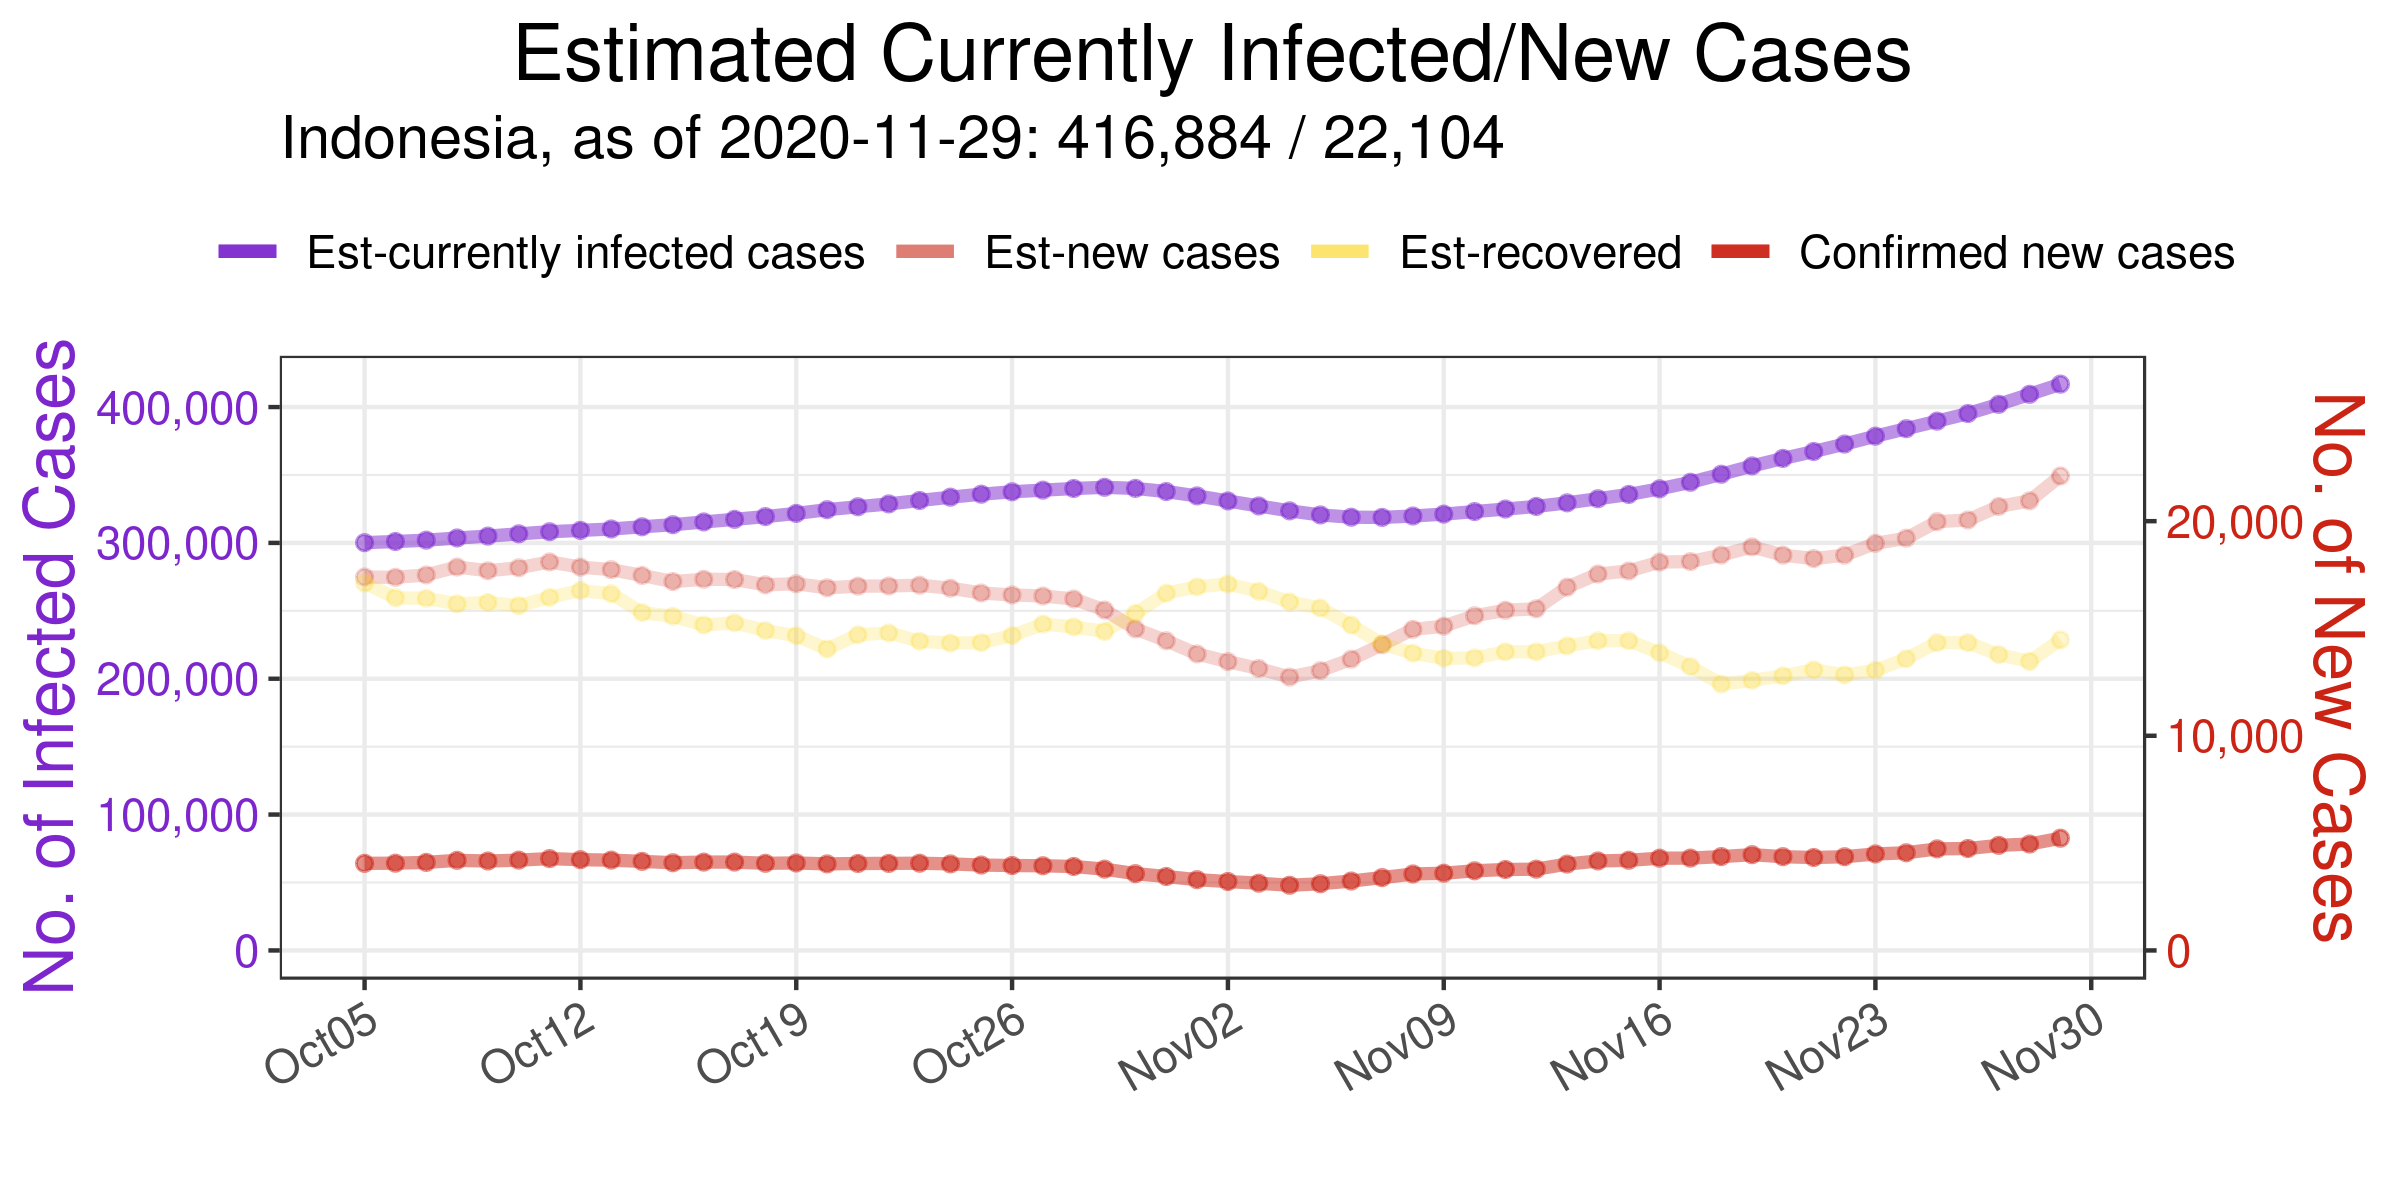 Estimated Currently Infected/New Cases
Indonesia, as of 2020-11-29: 416,884 / 22,104
Est-currently infected cases Est-new cases Est-recovered Confirmed new cases
No. of Infected Cases
400,000
300,000
200,000
100,000
0
20,000
10,000
0
No. of New Cases
Oct05 Oct12 Oct19 Oct26 Nov02 Nov09 Nov16 Nov23 Nov30